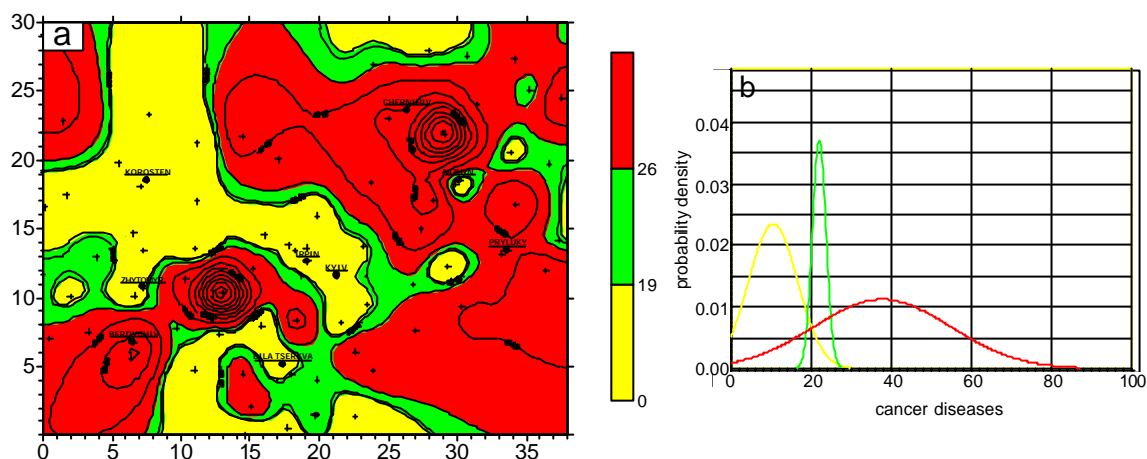 a
30
25
20
15
10
5
0 5 10 15 20 25 30 35
CHERNIHIV
KOROSTEN
PRYLUKY
IRPIN
KYIV
ZHYTOMYR
BERDYCHIV
BILA TSERKVA
26
19
0
b
probability density
0.04
0.03
0.02
0.01
0.00
0 20 40 60 80 100
cancer diseases